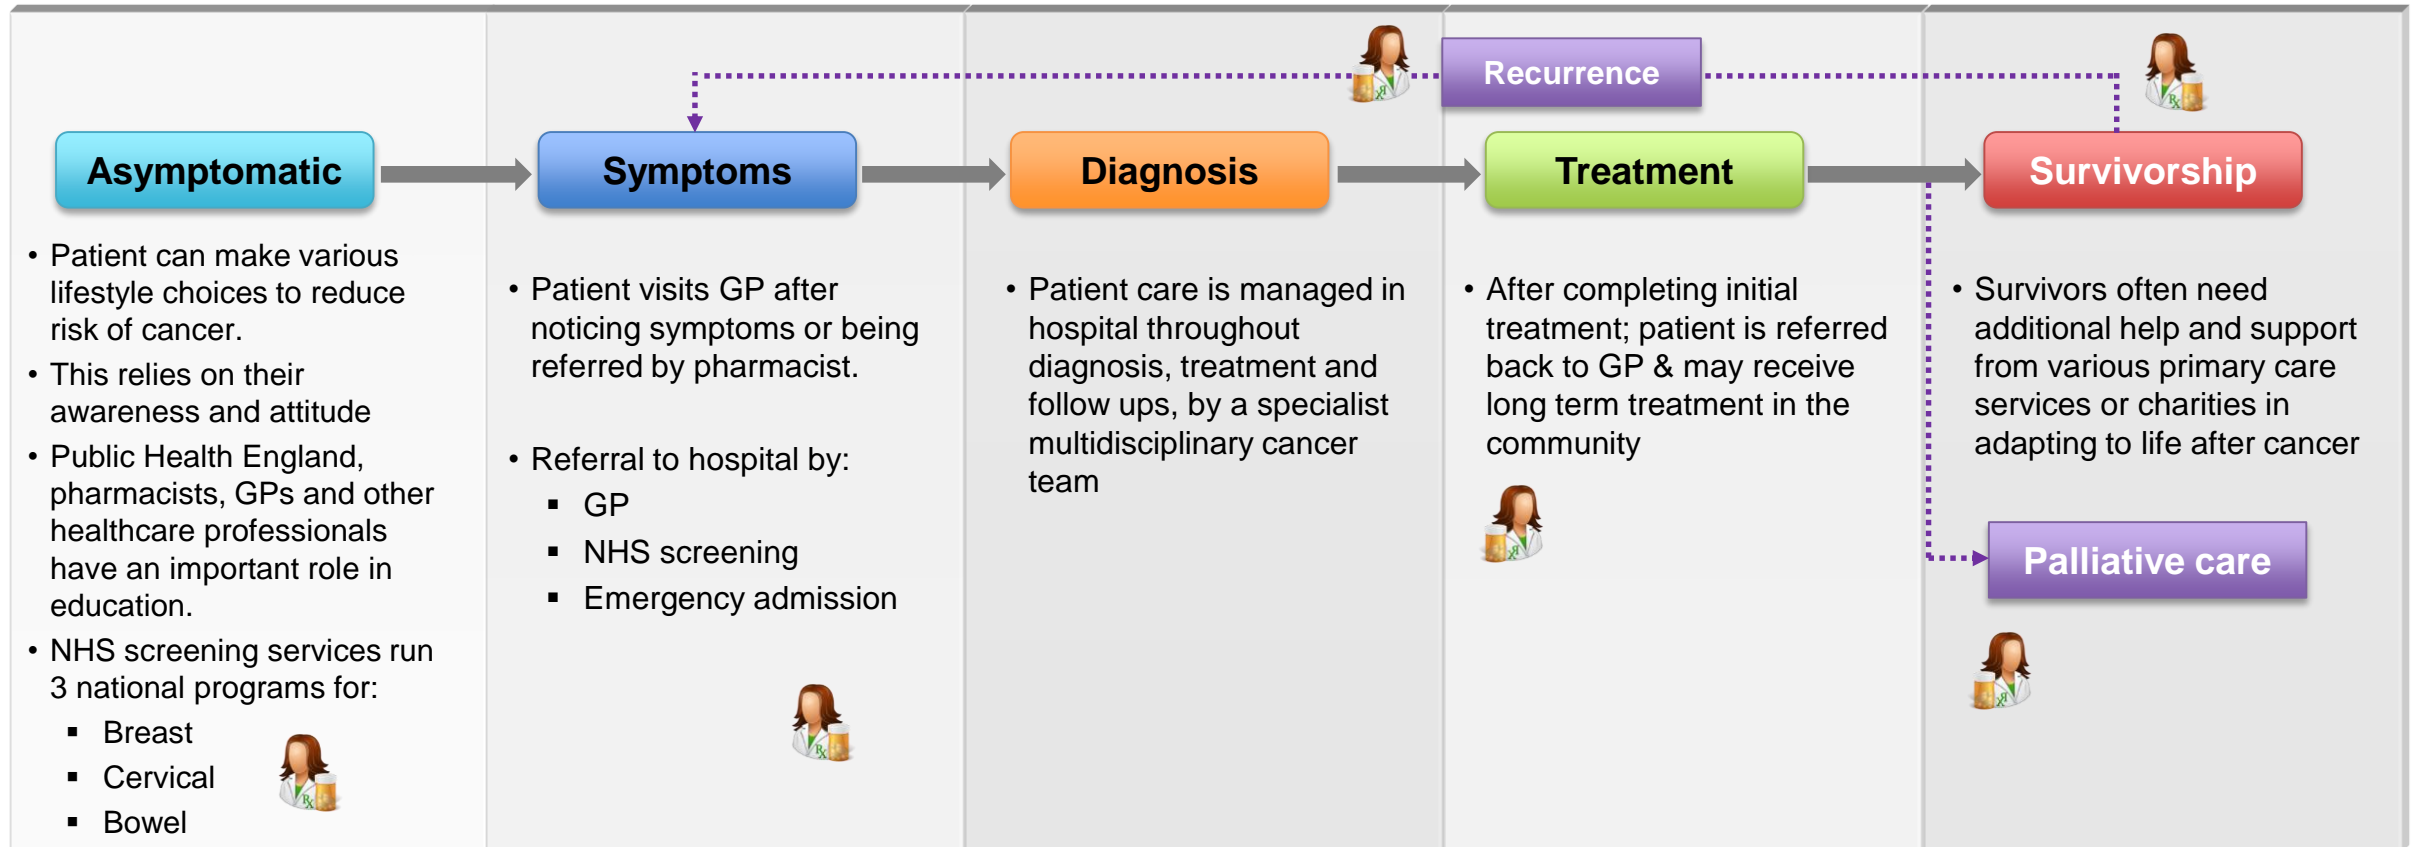 Recurrence
Asymptomatic
Symptoms
Diagnosis
Treatment
Survivorship
• Patient can make various
lifestyle choices to reduce
risk of cancer.
• This relies on their
awareness and attitude
• Public Health England,
pharmacists, GPs and other
healthcare professionals
have an important role in
education.
• NHS screening services run
3 national programs for:
▪ Breast
▪ Cervical
▪ Bowel
• Patient visits GP after
noticing symptoms or being
referred by pharmacist.
• Referral to hospital by:
▪ GP
▪ NHS screening
▪ Emergency admission
• Patient care is managed in
hospital throughout
diagnosis, treatment and
follow ups, by a specialist
multidisciplinary cancer
team
• After completing initial
treatment; patient is referred
back to GP & may receive
long term treatment in the
community
• Survivors often need
additional help and support
from various primary care
services or charities in
adapting to life after cancer
Palliative care